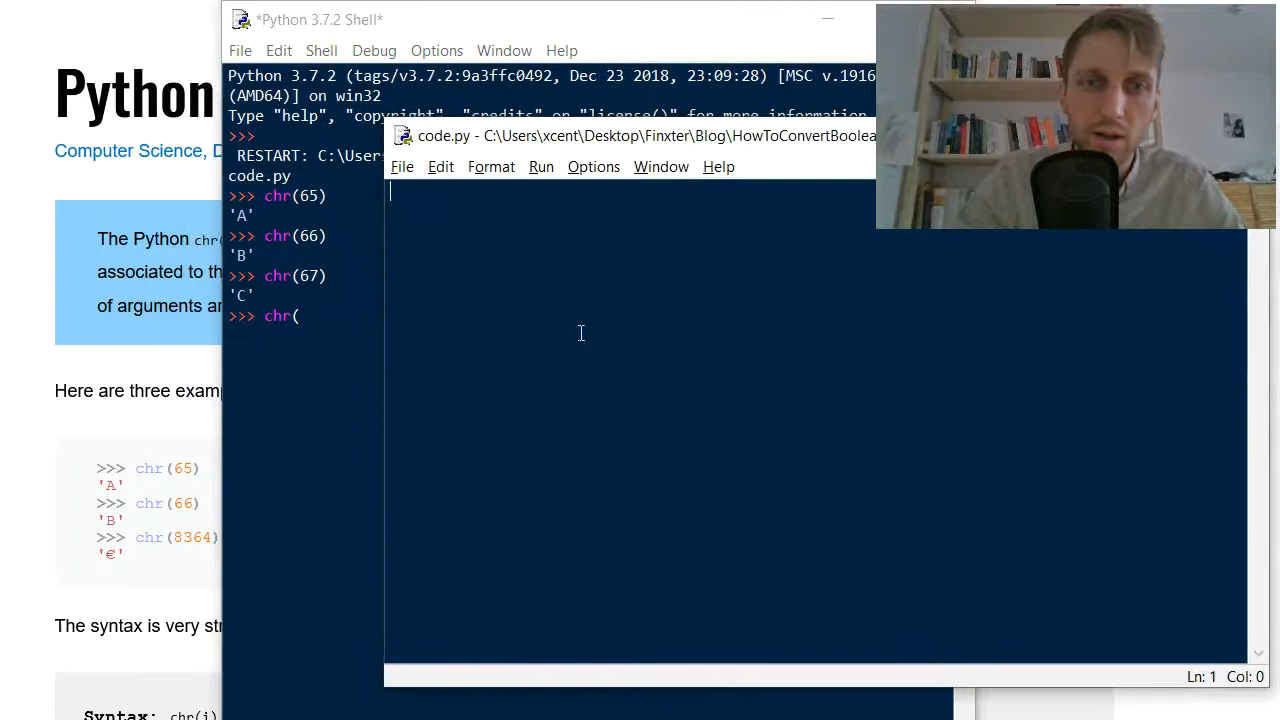 *Python 3.7.2 Shell*
File Edit Shell Debug Options Window Help
Python 3.7.2 (tags/v3.7.2:9a3ffc0492, Dec 23 2018, 23:09:28) [MSC v.1916
(AMD64)] on win32
Type "help", "copyright", "credits" or "license()" for more information
>>>
RESTART: C:\Users
code.py
>>> chr(65)
'A'
>>> chr(66)
'B'
>>> chr(67)
'C'
>>> chr(
code.py - C:\Users\xcent\Desktop\Finxter\Blog\HowToConvertBoolea
File Edit Format Run Options Window Help
Ln: 1 Col: 0
Python
Computer Science, D
The Python chr(
associated to th
of arguments a
Here are three exam
>>> chr(65)
'A'
>>> chr(66)
'B'
>>> chr(8364)
'€'
The syntax is very st
Syntax: chr(i)